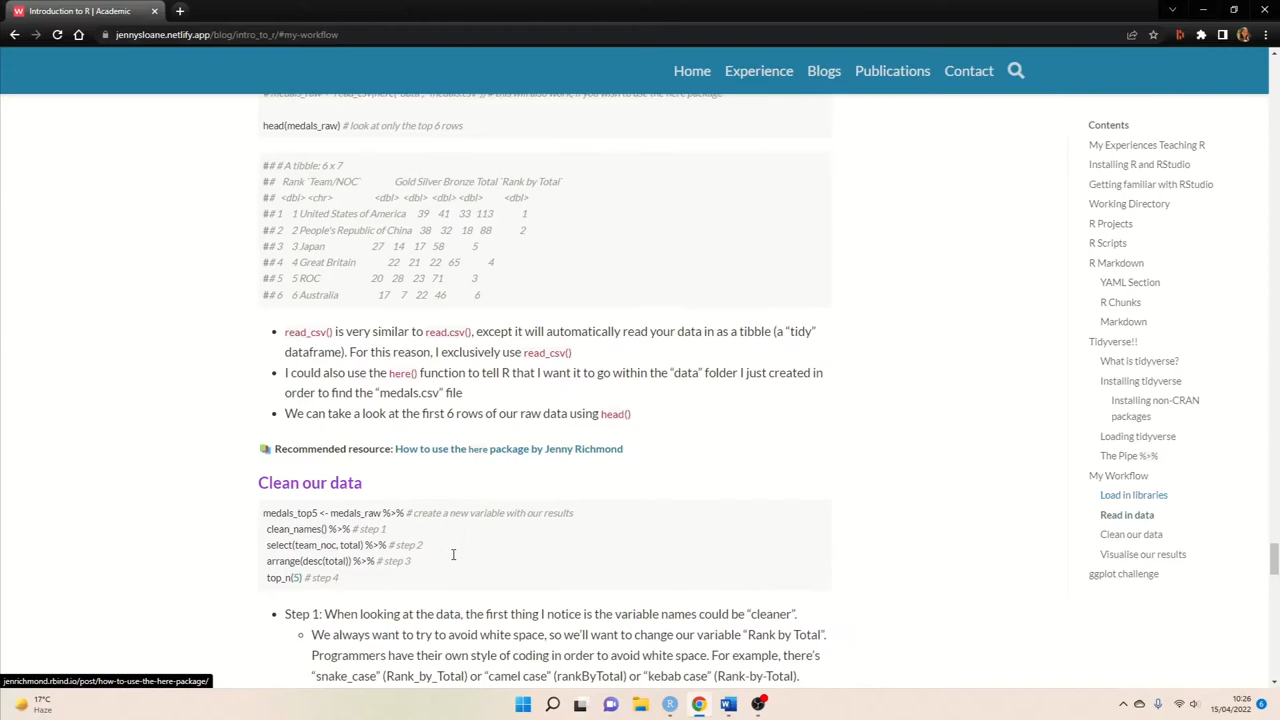 Introduction to R | Academic
jennysloane.netlify.app/blog/intro_to_r/#my-workflow
Home Experience Blogs Publications Contact
head(medals_raw) # look at only the top 6 rows
## # A tibble: 6 x 7
## Rank `Team/NOC` Gold Silver Bronze Total `Rank by Total`
## <dbl> <chr> <dbl> <dbl> <dbl> <dbl> <dbl>
## 1 1 United States of America 39 41 33 113 1
## 2 2 People's Republic of China 38 32 18 88 2
## 3 3 Japan 27 14 17 58 5
## 4 4 Great Britain 22 21 22 65 4
## 5 5 ROC 20 28 23 71 3
## 6 6 Australia 17 7 22 46 6
• read_csv() is very similar to read.csv(), except it will automatically read your data in as a tibble (a “tidy”
dataframe). For this reason, I exclusively use read_csv()
• I could also use the here() function to tell R that I want it to go within the “data” folder I just created in
order to find the “medals.csv” file
• We can take a look at the first 6 rows of our raw data using head()
Recommended resource: How to use the here package by Jenny Richmond
Clean our data
medals_top5 <- medals_raw %>% # create a new variable with our results
clean_names() %>% # step 1
select(team_noc, total) %>% # step 2
arrange(desc(total)) %>% # step 3
top_n(5) # step 4
• Step 1: When looking at the data, the first thing I notice is the variable names could be “cleaner”.
○ We always want to try to avoid white space, so we’ll want to change our variable “Rank by Total”.
Programmers have their own style of coding in order to avoid white space. For example, there’s
“snake_case” (Rank_by_Total) or “camel case” (rankByTotal) or “kebab case” (Rank-by-Total).
Contents
My Experiences Teaching R
Installing R and RStudio
Getting familiar with RStudio
Working Directory
R Projects
R Scripts
R Markdown
YAML Section
R Chunks
Markdown
Tidyverse!!
What is tidyverse?
Installing tidyverse
Installing non-CRAN
packages
Loading tidyverse
The Pipe %>%
My Workflow
Load in libraries
Read in data
Clean our data
Visualise our results
ggplot challenge
jenrichmond.rbind.io/post/how-to-use-the-here-package/
17°C
Haze
10:26
15/04/2022
6